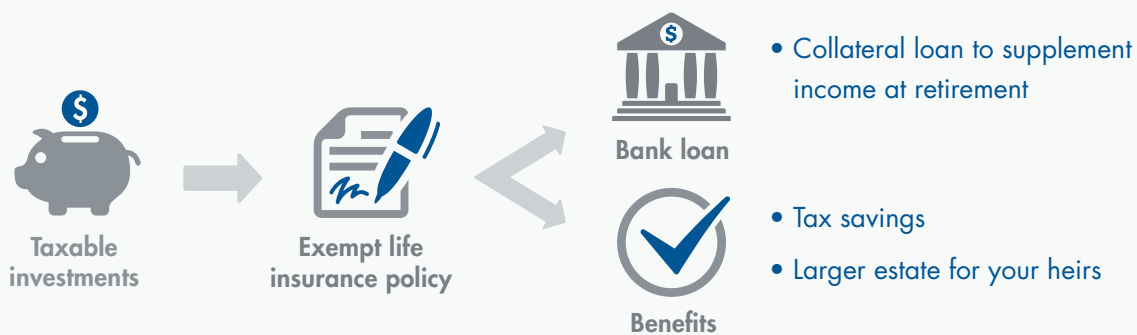 $
Taxable
investments
Exempt life
insurance policy
$
Bank loan
• Collateral loan to supplement
income at retirement
Benefits
• Tax savings
• Larger estate for your heirs